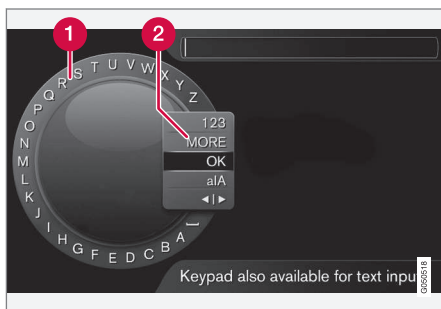 1
2
A B C D E F G H I J K L M N O P Q R S T U V W X Y Z
123
MORE
OK
a|A
◄|►
Keypad also available for text input
G050518